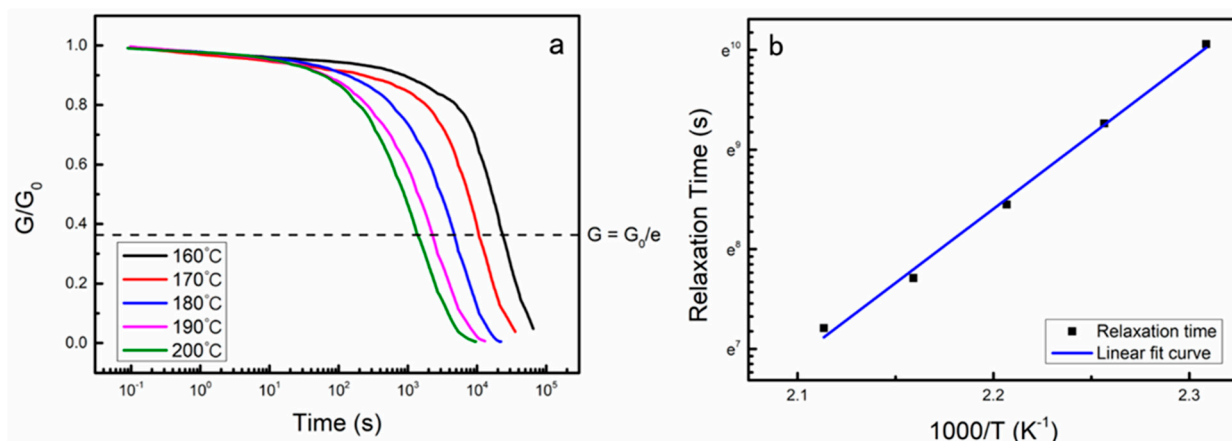 a
G/G₀
1.0
0.8
0.6
0.4
0.2
0.0
G = G₀/e
160℃
170℃
180℃
190℃
200℃
10⁻¹ 10⁰ 10¹ 10² 10³ 10⁴ 10⁵
Time (s)
b
Relaxation Time (s)
e¹⁰
e⁹
e⁸
e⁷
Relaxation time
Linear fit curve
2.1 2.2 2.3
1000/T (K⁻¹)